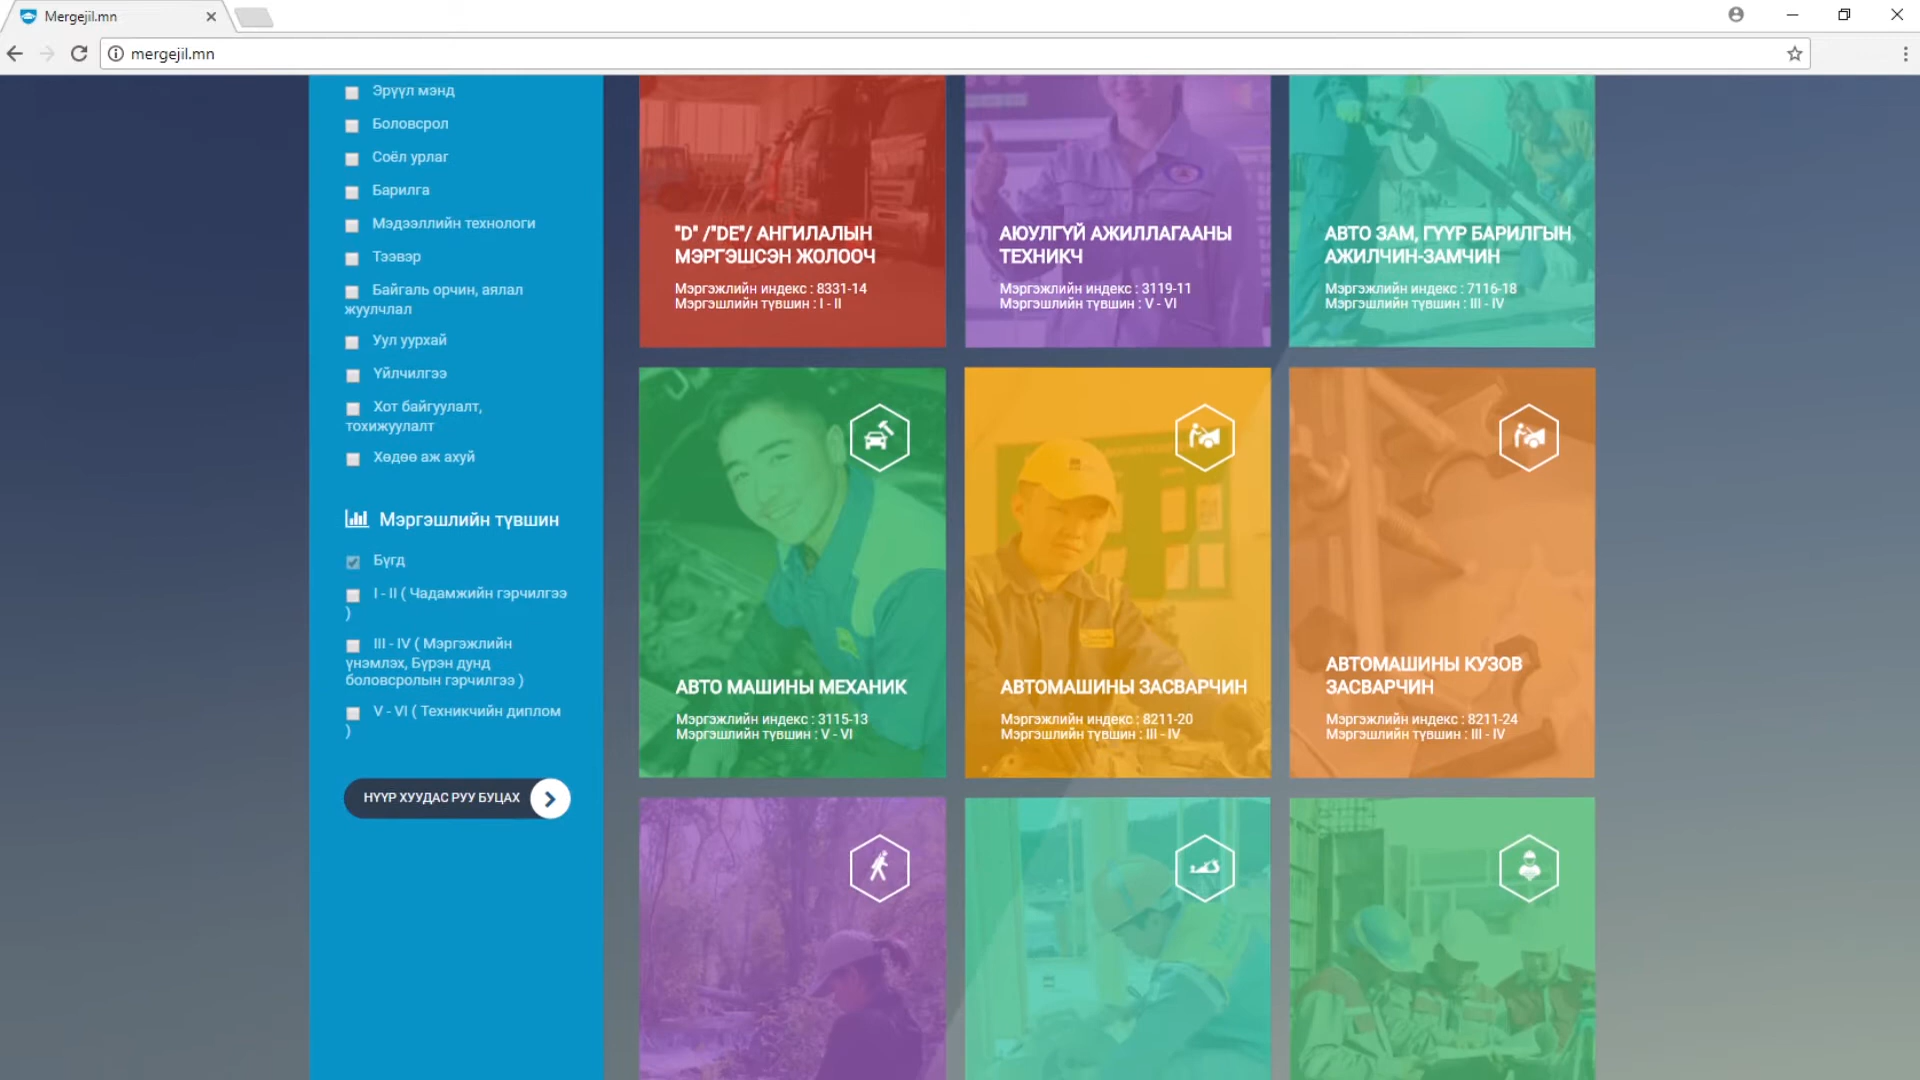 Mergejil.mn
mergejil.mn
Эрүүл мэнд
Боловсрол
Соёл урлаг
Барилга
Мэдээллийн технологи
Тээвэр
Байгаль орчин, аялал
жуулчлал
Уул уурхай
Үйлчилгээ
Хот байгуулалт,
тохижуулалт
Хөдөө аж ахуй
Мэргэшлийн түвшин
Бүгд
I - II ( Чадамжийн гэрчилгээ
)
III - IV ( Мэргэжлийн
үнэмлэх, Бүрэн дунд
боловсролын гэрчилгээ )
V - VI ( Техникчийн диплом
)
НҮҮР ХУУДАС РУУ БУЦАХ
"D" /"DE"/ АНГИЛАЛЫН
МЭРГЭШСЭН ЖОЛООЧ
Мэргэжлийн индекс : 8331-14
Мэргэшлийн түвшин : I - II
АЮУЛГҮЙ АЖИЛЛАГААНЫ
ТЕХНИКЧ
Мэргэжлийн индекс : 3119-11
Мэргэшлийн түвшин : V - VI
АВТО ЗАМ, ГҮҮР БАРИЛГЫН
АЖИЛЧИН-ЗАМЧИН
Мэргэжлийн индекс : 7116-18
Мэргэшлийн түвшин : III - IV
АВТО МАШИНЫ МЕХАНИК
Мэргэжлийн индекс : 3115-13
Мэргэшлийн түвшин : V - VI
АВТОМАШИНЫ ЗАСВАРЧИН
Мэргэжлийн индекс : 8211-20
Мэргэшлийн түвшин : III - IV
АВТОМАШИНЫ КУЗОВ
ЗАСВАРЧИН
Мэргэжлийн индекс : 8211-24
Мэргэшлийн түвшин : III - IV